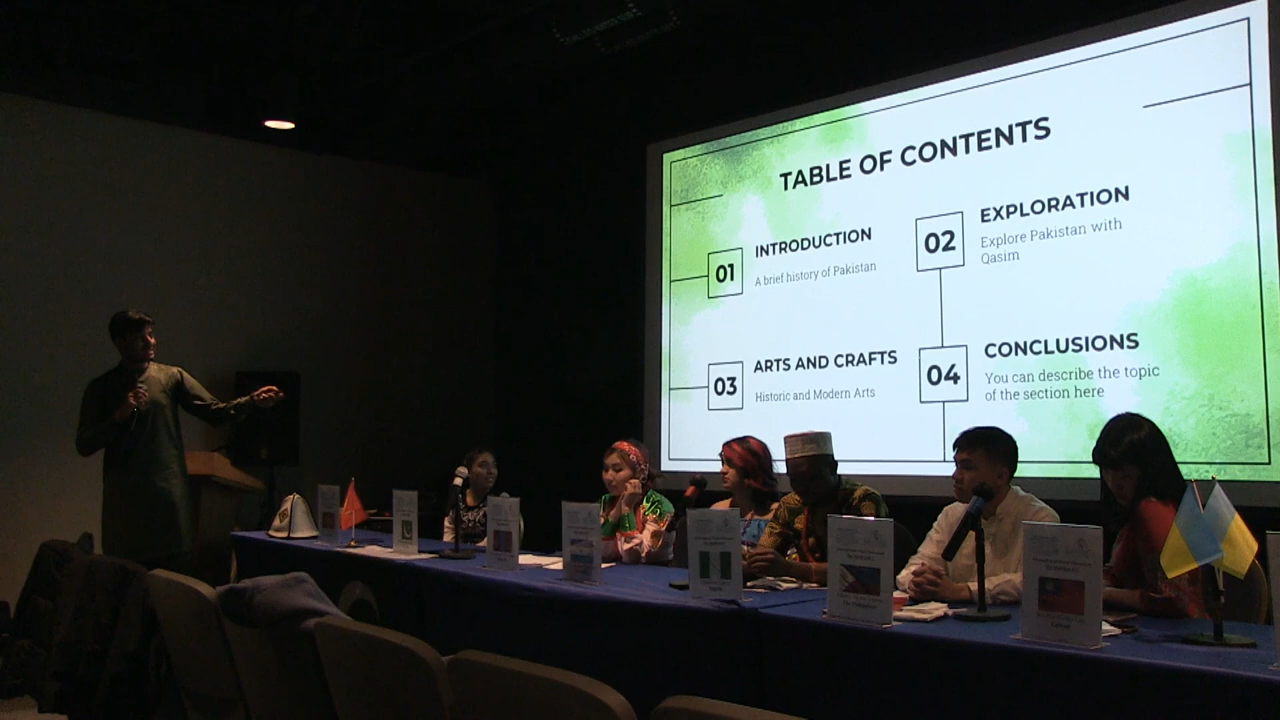 TABLE OF CONTENTS
01
INTRODUCTION
A brief history of Pakistan
02
EXPLORATION
Explore Pakistan with
Qasim
03
ARTS AND CRAFTS
Historic and Modern Arts
04
CONCLUSIONS
You can describe the topic
of the section here